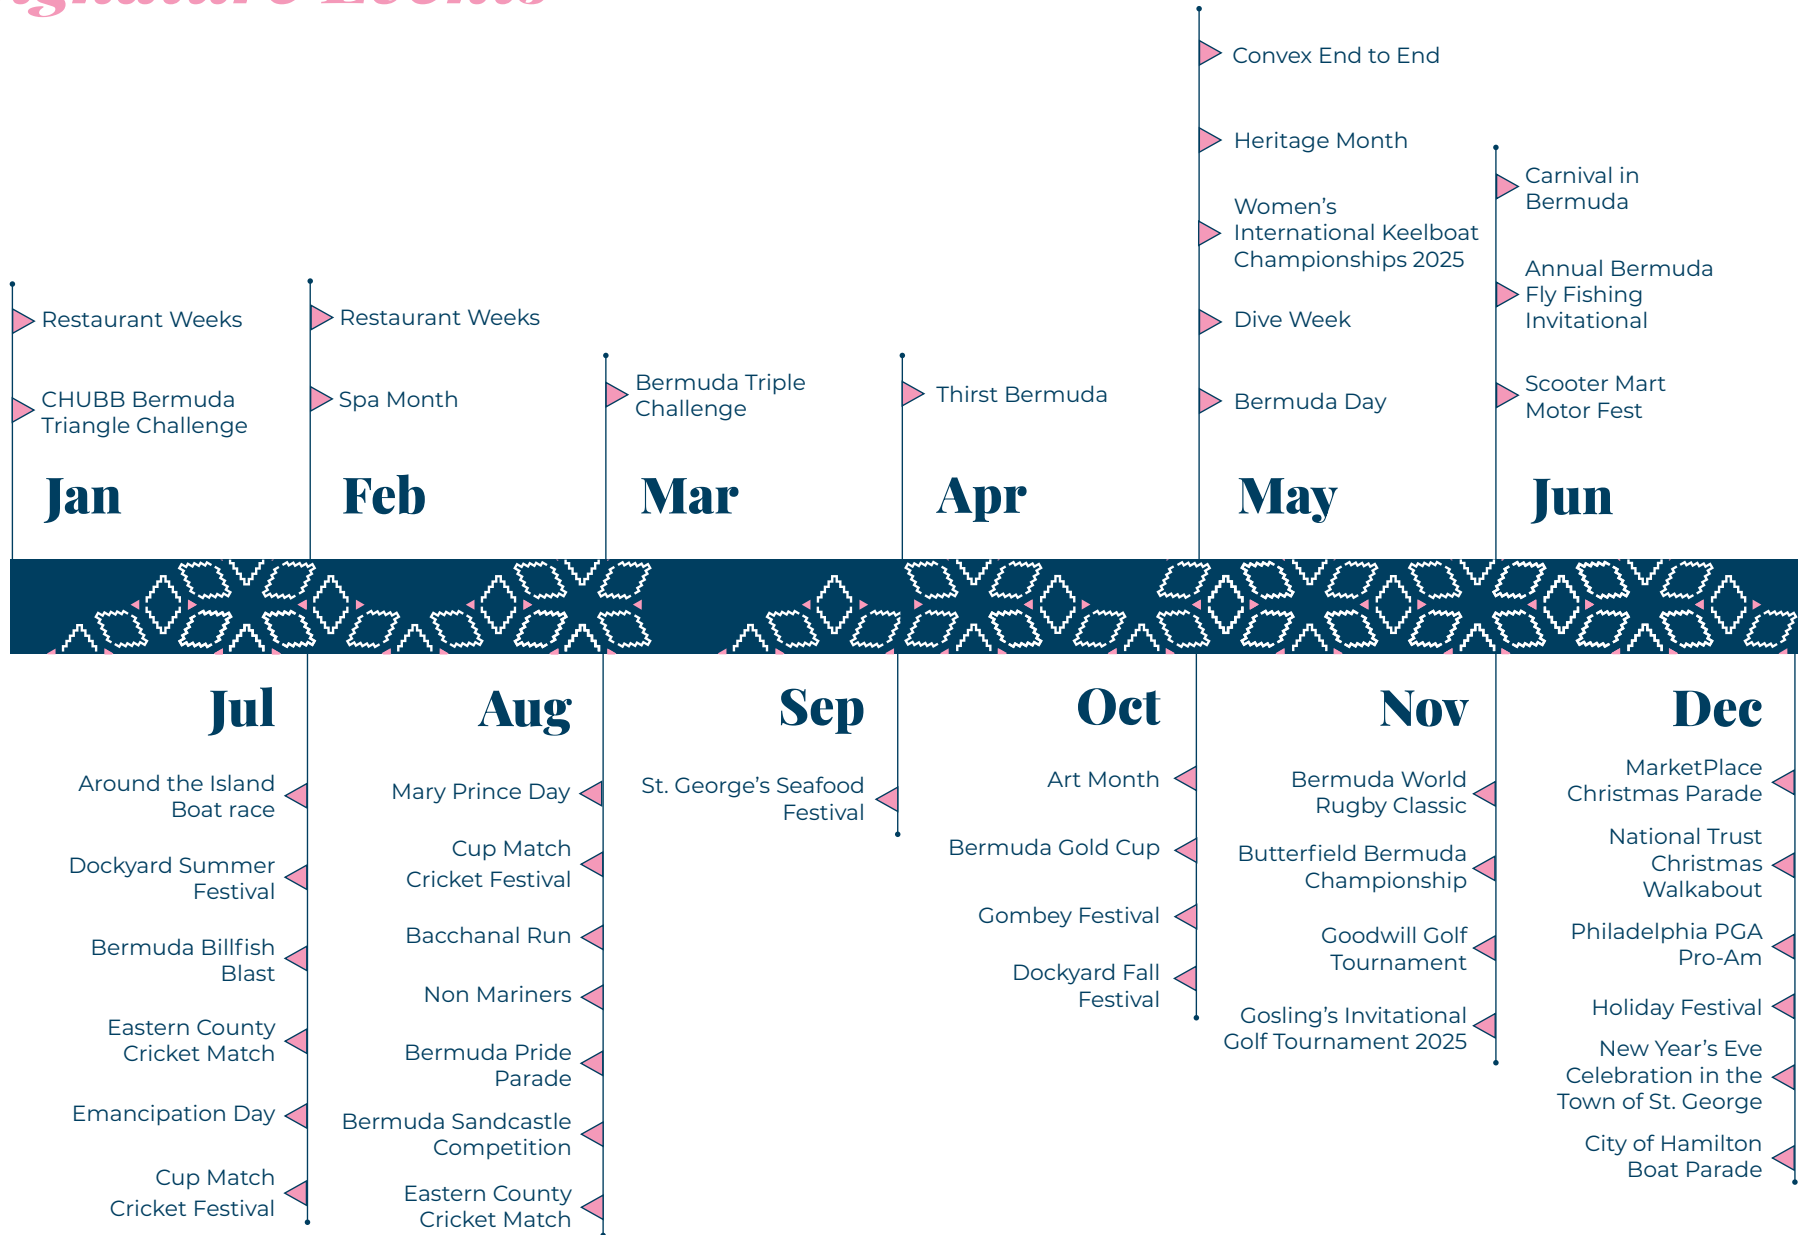 Convex End to End
Heritage Month
Women’s
International Keelboat
Championships 2025
Dive Week
Bermuda Day
Carnival in
Bermuda
Annual Bermuda
Fly Fishing
Invitational
Scooter Mart
Motor Fest
Restaurant Weeks
CHUBB Bermuda
Triangle Challenge
Restaurant Weeks
Spa Month
Bermuda Triple
Challenge
Thirst Bermuda
Jan
Feb
Mar
Apr
May
Jun
Jul
Around the Island
Boat race
Dockyard Summer
Festival
Bermuda Billfish
Blast
Eastern County
Cricket Match
Emancipation Day
Cup Match
Cricket Festival
Aug
Mary Prince Day
Cup Match
Cricket Festival
Bacchanal Run
Non Mariners
Bermuda Pride
Parade
Bermuda Sandcastle
Competition
Eastern County
Cricket Match
Sep
St. George’s Seafood
Festival
Oct
Art Month
Bermuda Gold Cup
Gombey Festival
Dockyard Fall
Festival
Nov
Bermuda World
Rugby Classic
Butterfield Bermuda
Championship
Goodwill Golf
Tournament
Gosling’s Invitational
Golf Tournament 2025
Dec
MarketPlace
Christmas Parade
National Trust
Christmas
Walkabout
Philadelphia PGA
Pro-Am
Holiday Festival
New Year’s Eve
Celebration in the
Town of St. George
City of Hamilton
Boat Parade